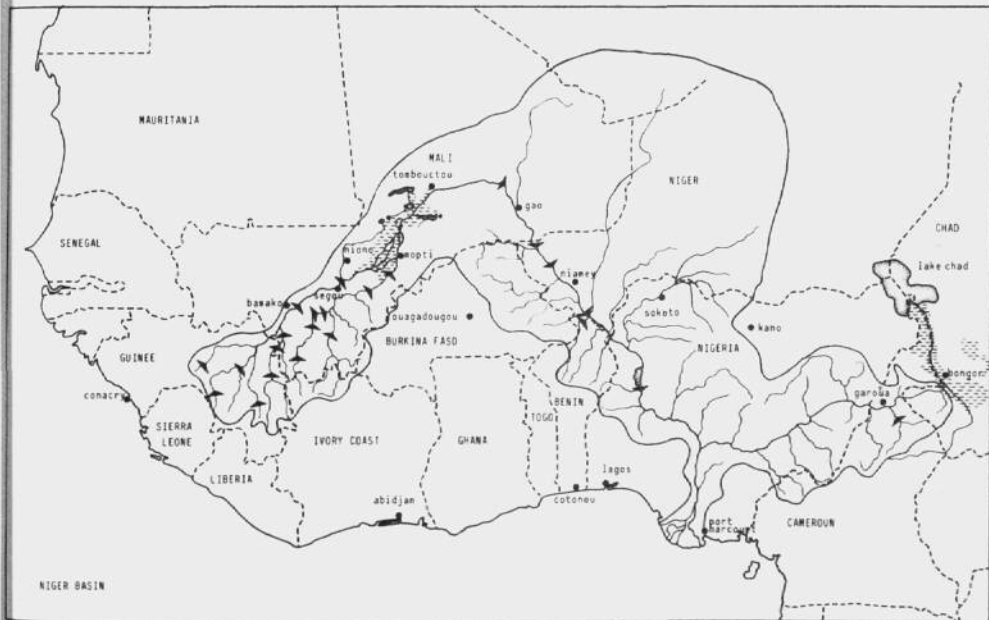 MAURITANIA
MALI
tombouctou
NIGER
gao
CHAD
SENEGAL
lake chad
niono
mopti
niamey
segou
bamako
sokoto
ouagadougou
kano
BURKINA FASO
NIGERIA
GUINEE
bongor
conacry
garoua
BENIN
TOGO
SIERRA
LEONE
IVORY COAST
GHANA
LIBERIA
lagos
abidjan
cotonou
port
harcourt
CAMEROUN
NIGER BASIN